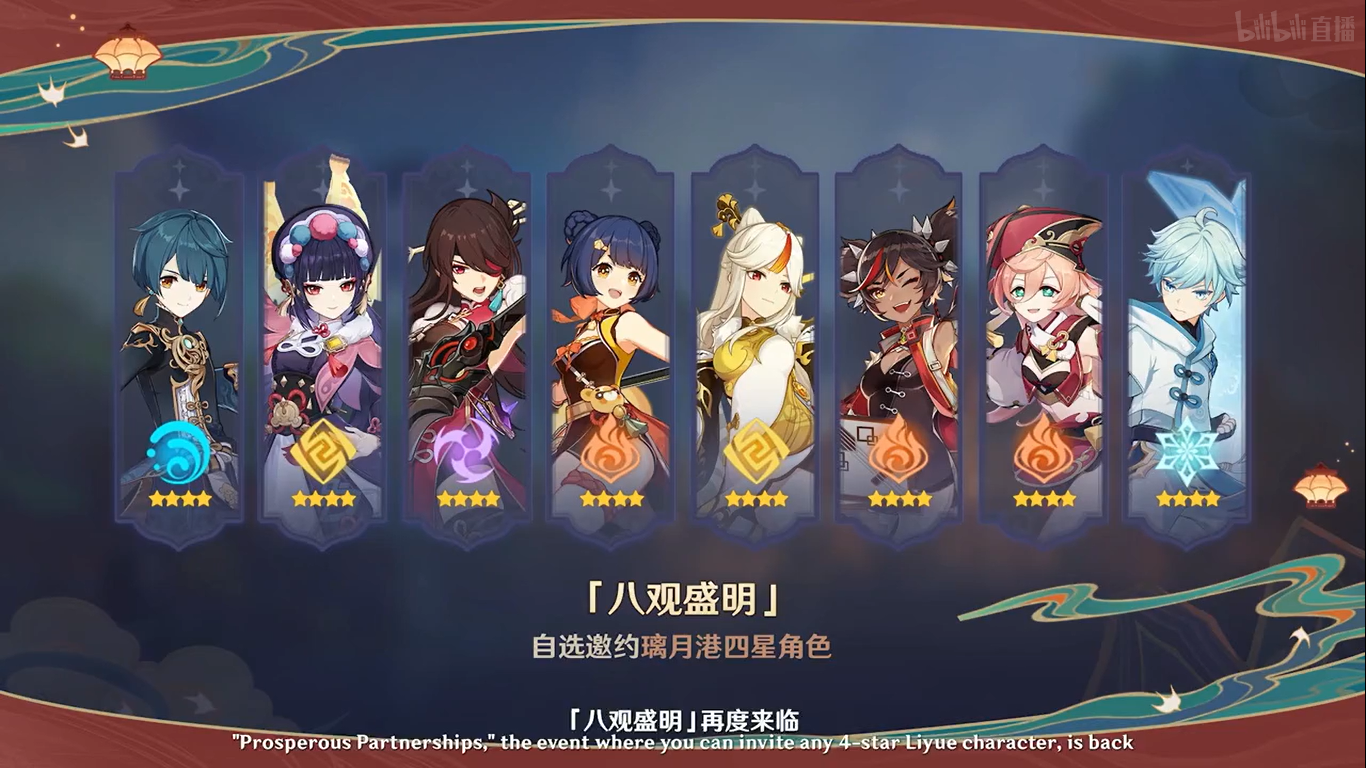 bilibili直播
「八观盛明」
自选邀约璃月港四星角色
「八观盛明」再度来临
"Prosperous Partnerships," the event where you can invite any 4-star Liyue character, is back